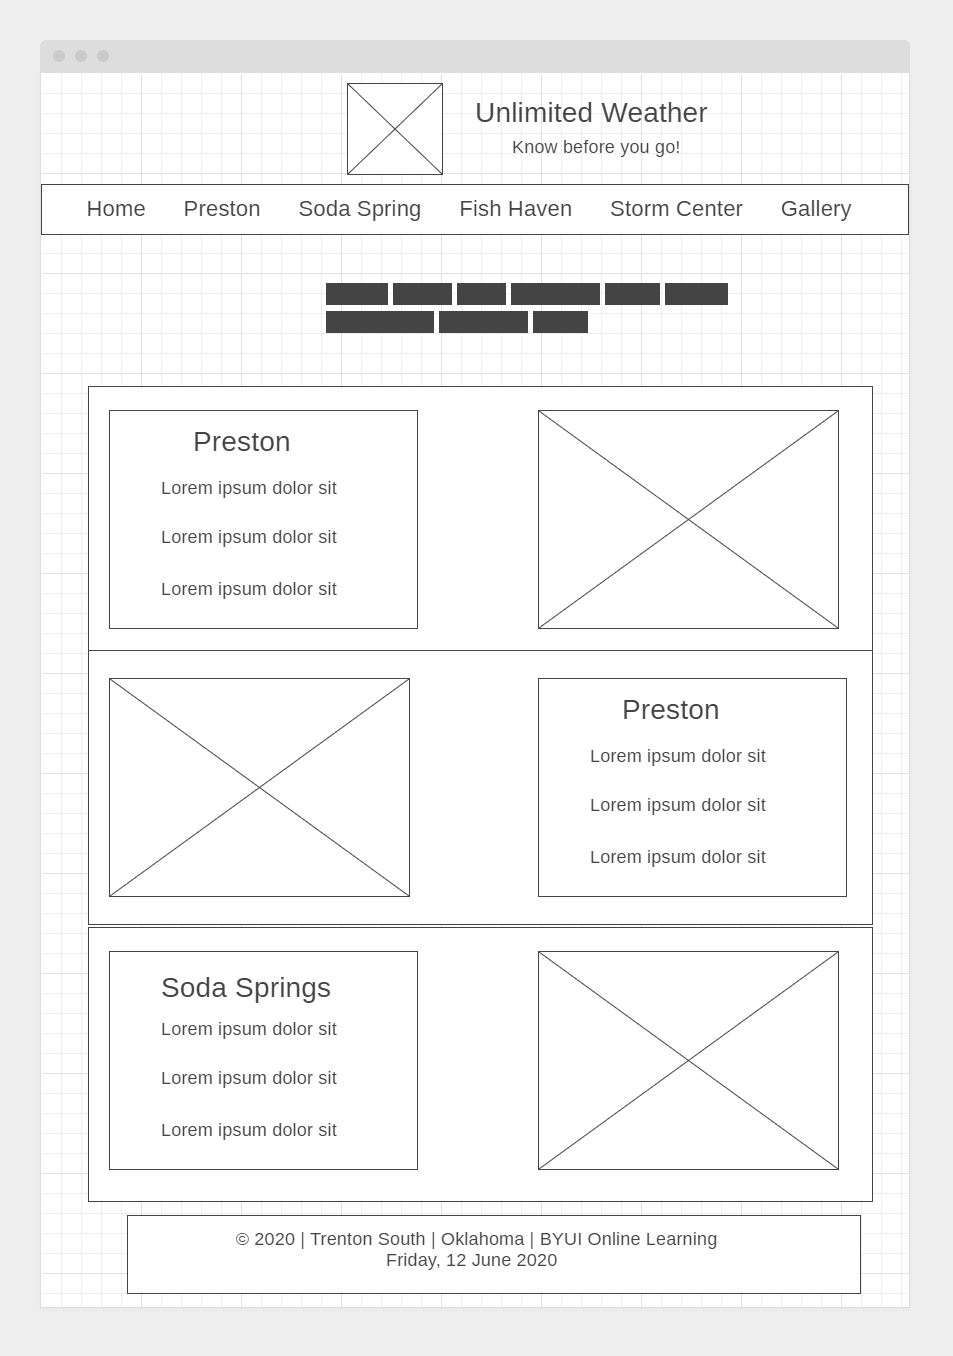 Unlimited Weather
Know before you go!
Home Preston Soda Spring Fish Haven Storm Center Gallery
Preston
Lorem ipsum dolor sit
Lorem ipsum dolor sit
Lorem ipsum dolor sit
Preston
Lorem ipsum dolor sit
Lorem ipsum dolor sit
Lorem ipsum dolor sit
Soda Springs
Lorem ipsum dolor sit
Lorem ipsum dolor sit
Lorem ipsum dolor sit
© 2020 | Trenton South | Oklahoma | BYUI Online Learning
Friday, 12 June 2020